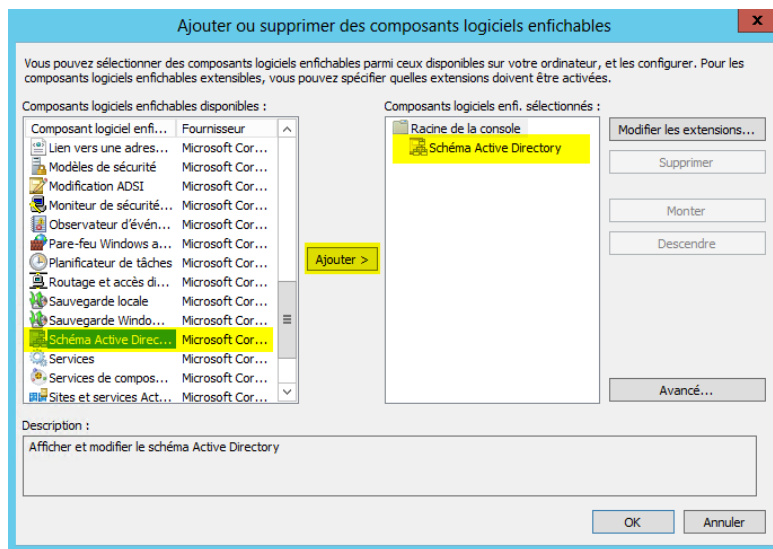 Ajouter ou supprimer des composants logiciels enfichables
x
Vous pouvez sélectionner des composants logiciels enfichables parmi ceux disponibles sur votre ordinateur, et les configurer. Pour les
composants logiciels enfichables extensibles, vous pouvez spécifier quelles extensions doivent être activées.
Composants logiciels enfichables disponibles :
Composant logiciel enfi... Fournisseur
Lien vers une adres... Microsoft Cor...
Modèles de sécurité Microsoft Cor...
Modification ADSI Microsoft Cor...
Moniteur de sécurité... Microsoft Cor...
Observateur d'évén... Microsoft Cor...
Pare-feu Windows a... Microsoft Cor...
Planificateur de tâches Microsoft Cor...
Routage et accès di... Microsoft Cor...
Sauvegarde locale Microsoft Cor...
Sauvegarde Windo... Microsoft Cor...
Schéma Active Direc... Microsoft Cor...
Services Microsoft Cor...
Services de compos... Microsoft Cor...
Sites et services Act... Microsoft Cor...
Ajouter >
Composants logiciels enfi. sélectionnés :
Racine de la console
Schéma Active Directory
Modifier les extensions...
Supprimer
Monter
Descendre
Avancé...
Description :
Afficher et modifier le schéma Active Directory
OK
Annuler